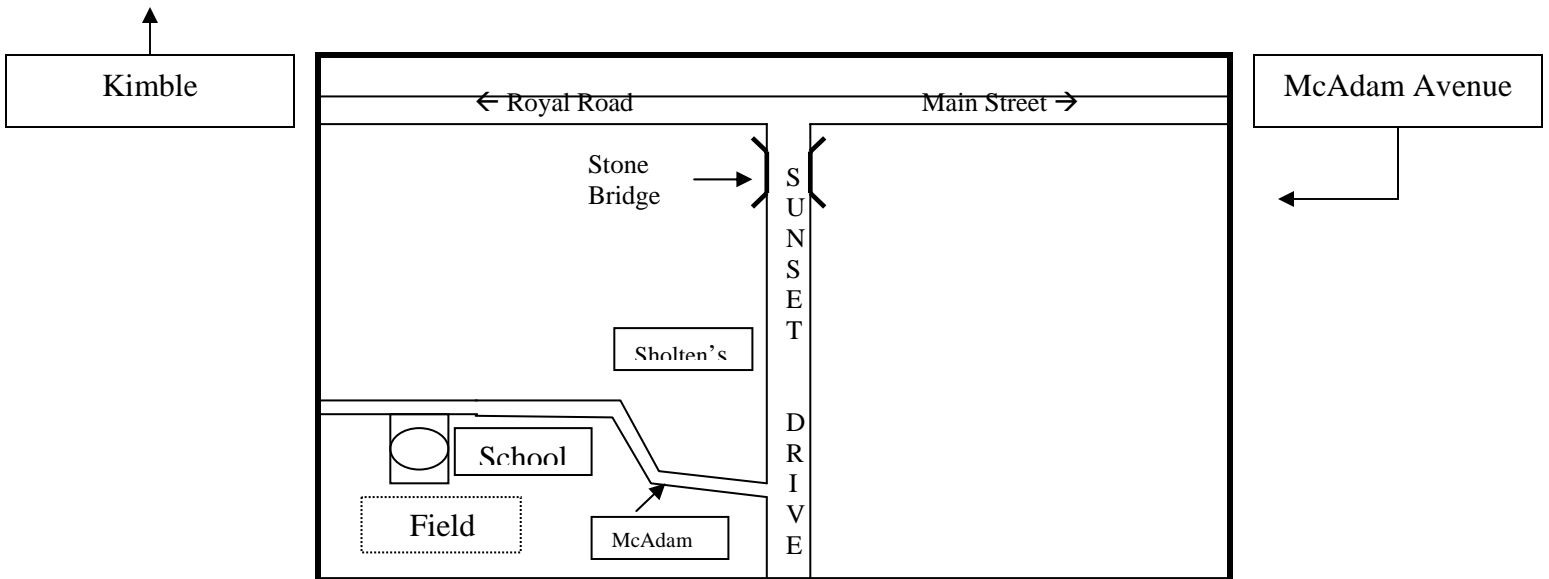 Kimble
← Royal Road
Main Street →
McAdam Avenue
Stone
Bridge
S
U
N
S
E
T
D
R
I
V
E
Sholten's
School
Field
McAdam